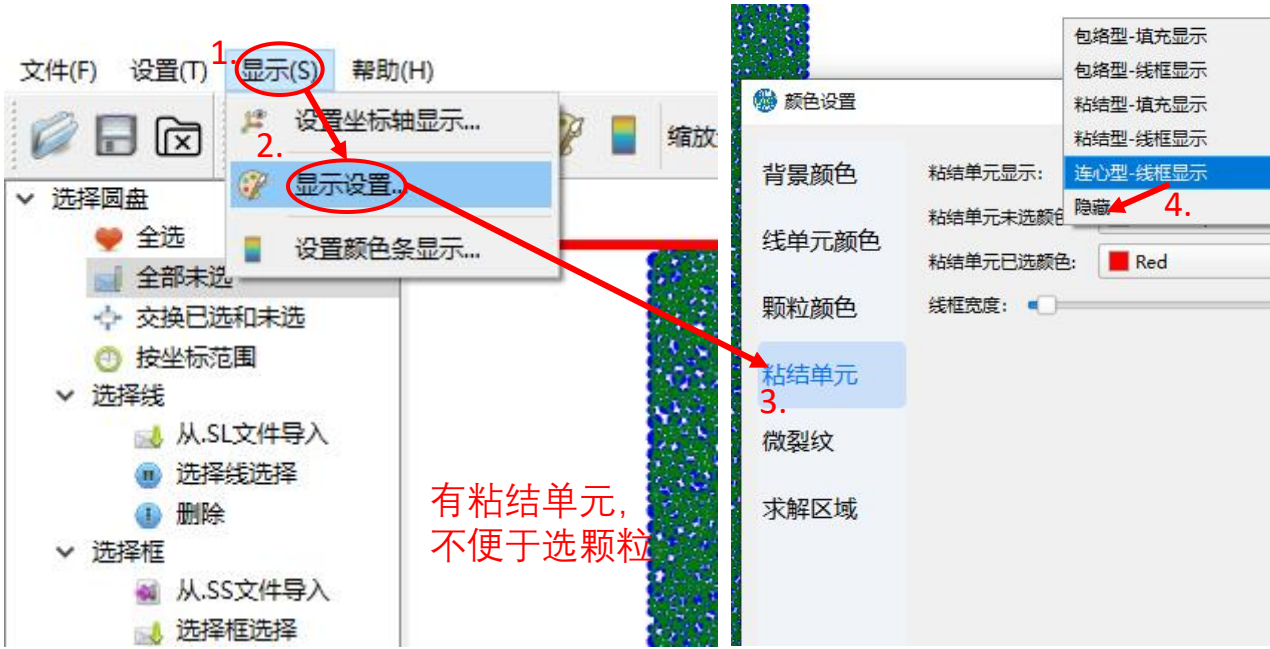 1.
文件(F) 设置(T) 显示(S) 帮助(H)
设置坐标轴显示...
缩放
2.
显示设置...
设置颜色条显示...
选择圆盘
全选
全部未选
交换已选和未选
按坐标范围
选择线
从.SL文件导入
选择线选择
删除
选择框
从.SS文件导入
选择框选择
有粘结单元,
不便于选颗粒
颜色设置
背景颜色
线单元颜色
颗粒颜色
粘结单元
3.
微裂纹
求解区域
粘结单元显示:
粘结单元未选颜色
粘结单元已选颜色: Red
线框宽度:
包络型-填充显示
包络型-线框显示
粘结型-填充显示
粘结型-线框显示
连心型-线框显示
隐藏
4.